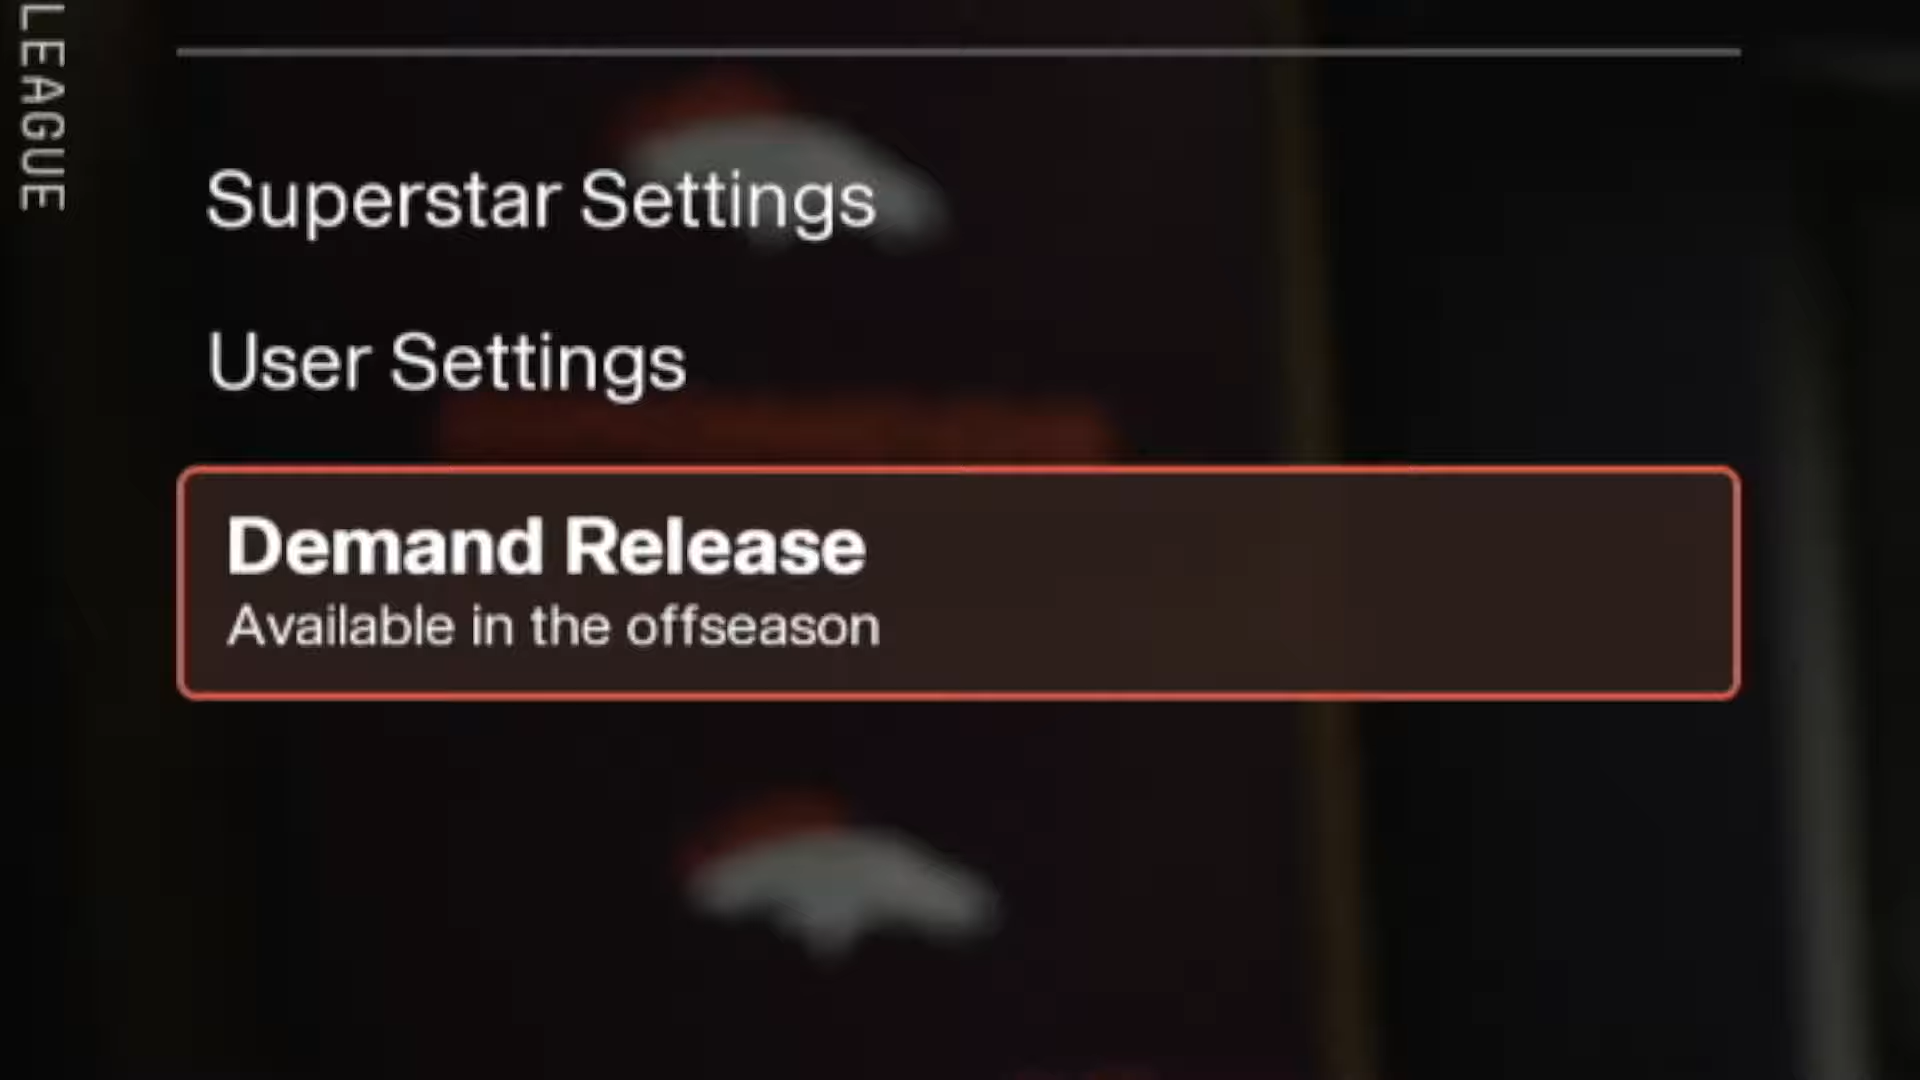 LEAGUE
Superstar Settings
User Settings
Demand Release
Available in the offseason